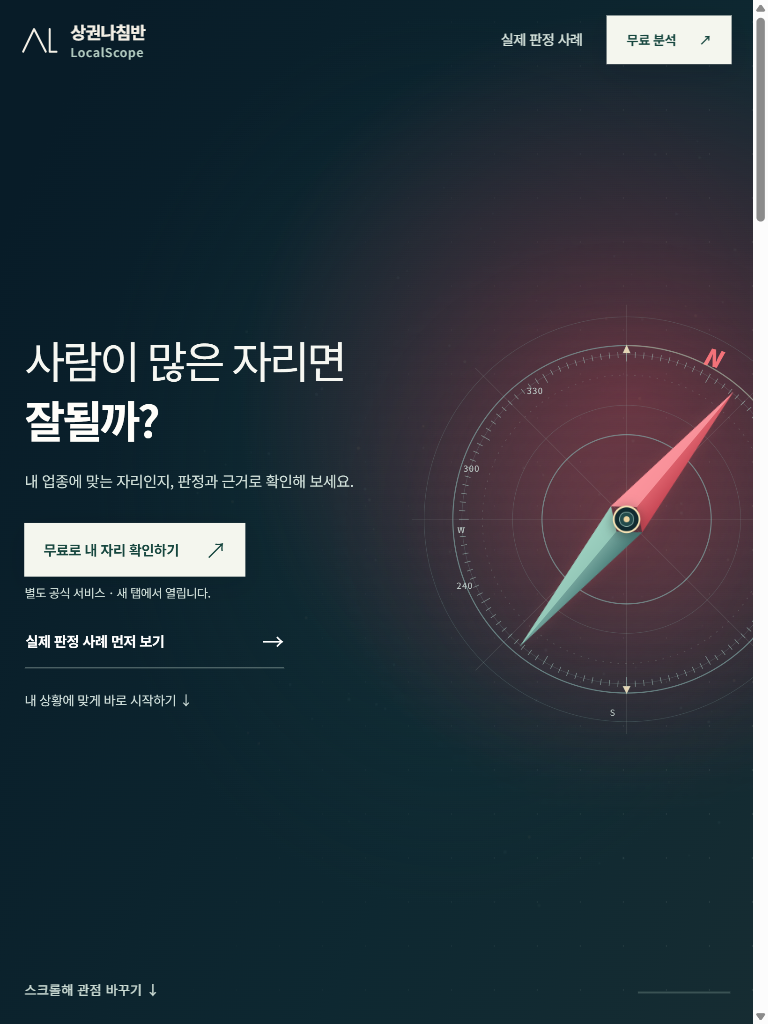 상권나침반
LocalScope
실제 판정 사례
무료 분석 ↗
사람이 많은 자리면
잘될까?
내 업종에 맞는 자리인지, 판정과 근거로 확인해 보세요.
무료로 내 자리 확인하기 ↗
별도 공식 서비스 · 새 탭에서 열립니다.
실제 판정 사례 먼저 보기 →
내 상황에 맞게 바로 시작하기 ↓
N
330
300
W
240
S
스크롤해 관점 바꾸기 ↓